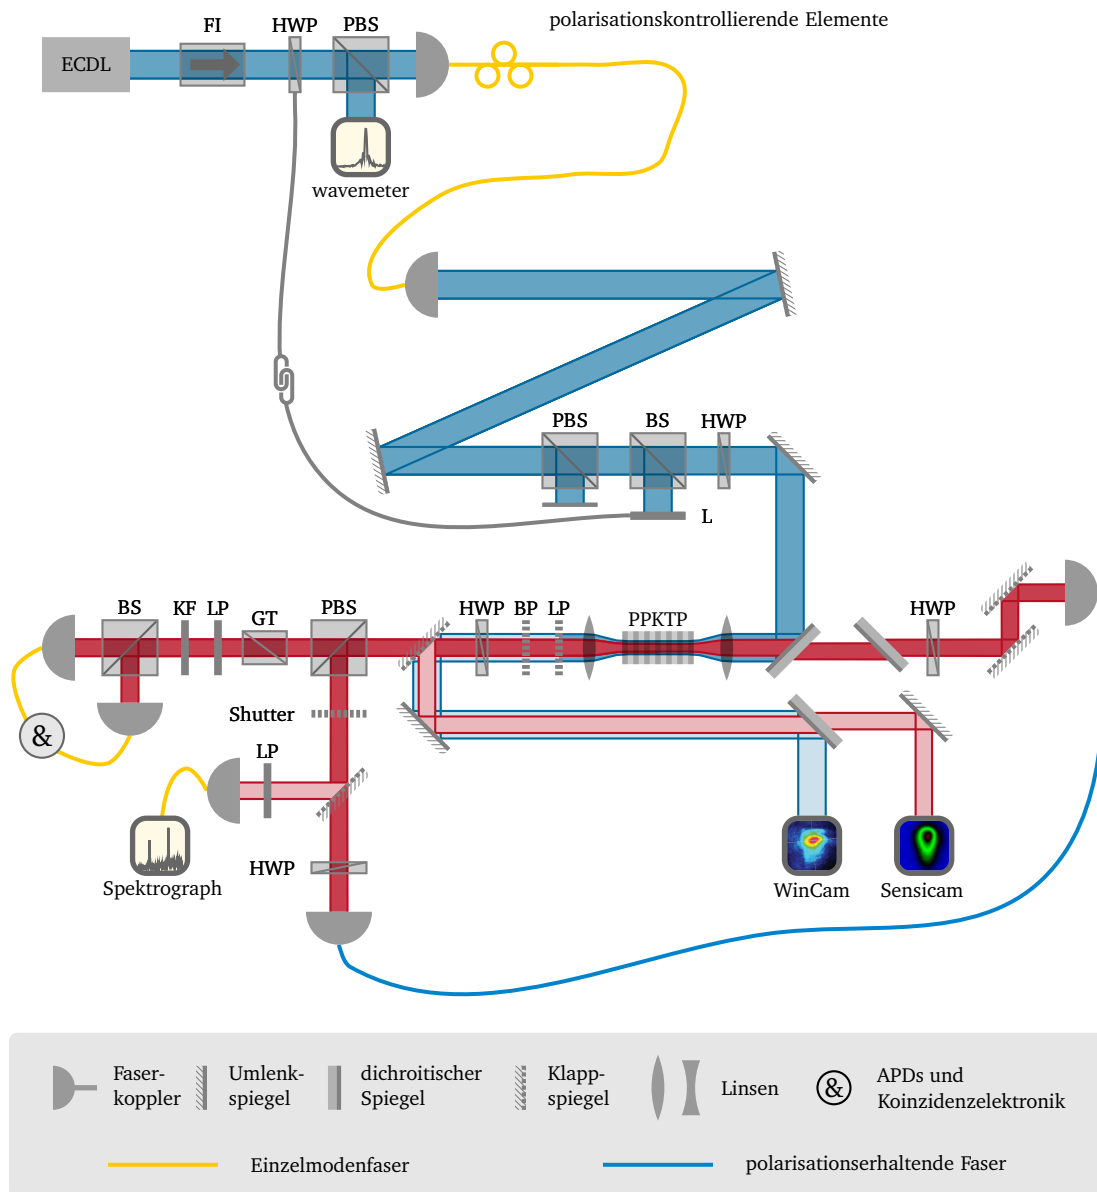 polarisationskontrollierende Elemente
FI
HWP
PBS
ECDL
wavemeter
PBS
BS
HWP
L
BS
KF
LP
GT
PBS
HWP
BP
LP
PPKTP
HWP
&
Shutter
LP
Spektrograph
HWP
WinCam
Sensicam
Faser-
koppler
Umlenk-
spiegel
dichroitischer
Spiegel
Klapp-
spiegel
Linsen
&
APDs und
Koinzidenzelektronik
Einzelmodenfaser
polarisationserhaltende Faser